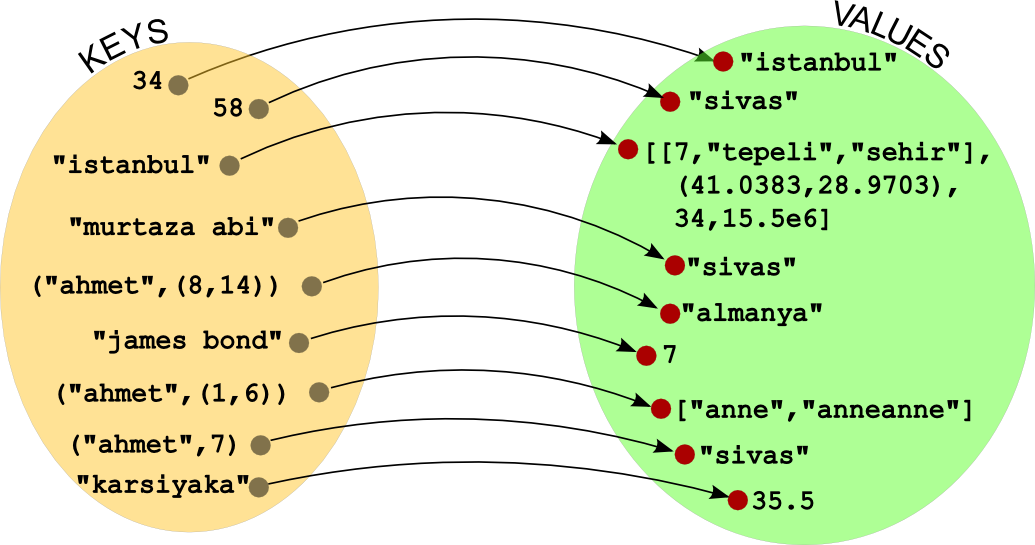 KEYS
34
58
"istanbul"
"murtaza abi"
("ahmet",(8,14))
"james bond"
("ahmet",(1,6))
("ahmet",7)
"karsiyaka"
VALUES
"istanbul"
"sivas"
[[7,"tepeli","sehir"],
(41.0383,28.9703),
34,15.5e6]
"sivas"
"almanya"
7
["anne","anneanne"]
"sivas"
35.5